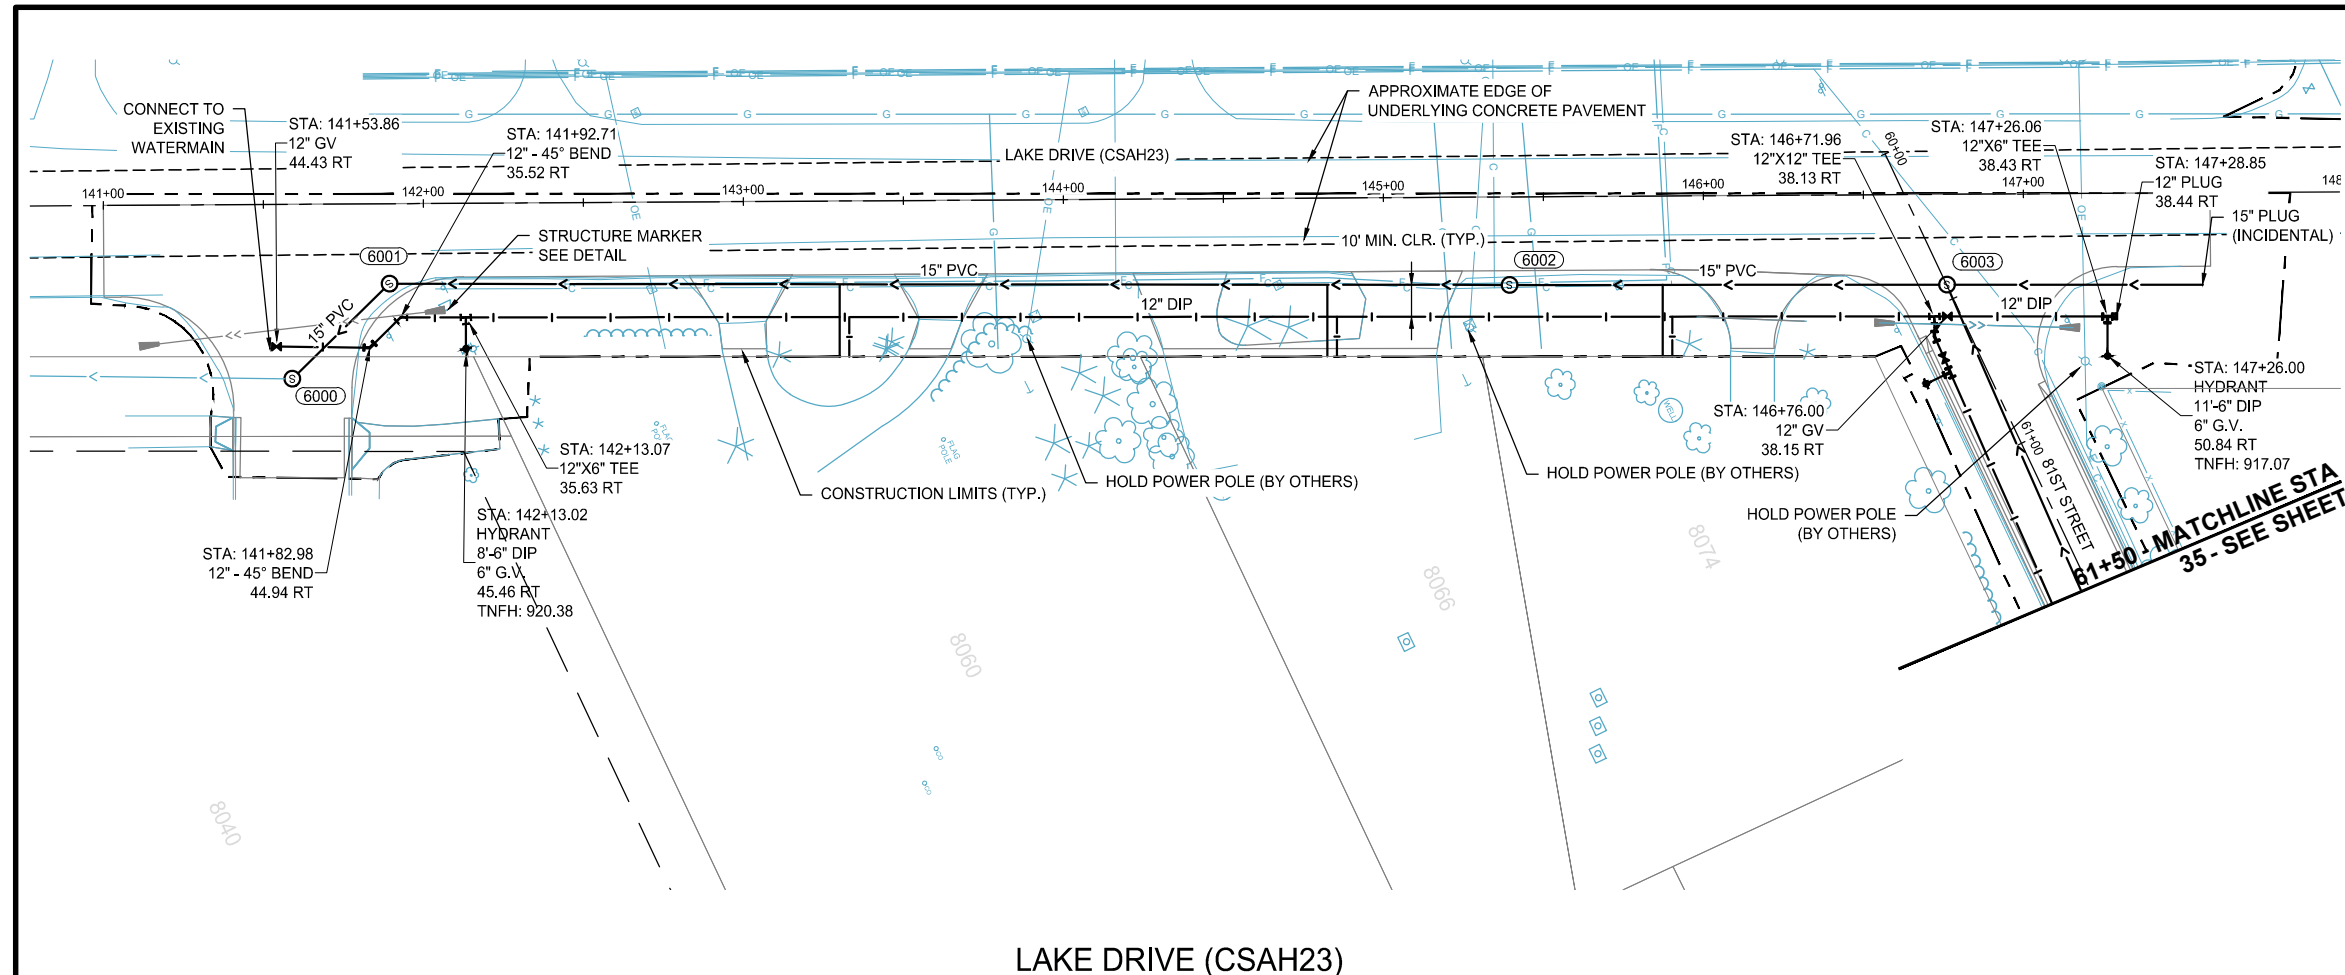 CONNECT TO
EXISTING
WATERMAIN
STA: 141+53.86
12" GV
44.43 RT
STA: 141+92.71
12" - 45° BEND
35.52 RT
LAKE DRIVE (CSAH23)
APPROXIMATE EDGE OF
UNDERLYING CONCRETE PAVEMENT
STA: 146+71.96
12"X12" TEE
38.13 RT
60+00
STA: 147+26.06
12"X6" TEE
38.43 RT
STA: 147+28.85
12" PLUG
38.44 RT
15" PLUG
(INCIDENTAL)
141+00
142+00
143+00
144+00
145+00
146+00
147+00
148
STRUCTURE MARKER
SEE DETAIL
10' MIN. CLR. (TYP.)
6001
6002
6003
6000
15" PVC
15" PVC
15" PVC
12" DIP
12" DIP
STA: 142+13.07
12"X6" TEE
35.63 RT
STA: 142+13.02
HYDRANT
8'-6" DIP
6" G.V.
45.46 RT
TNFH: 920.38
STA: 141+82.98
12" - 45° BEND
44.94 RT
CONSTRUCTION LIMITS (TYP.)
HOLD POWER POLE (BY OTHERS)
HOLD POWER POLE (BY OTHERS)
STA: 146+76.00
12" GV
38.15 RT
HOLD POWER POLE
(BY OTHERS)
STA: 147+26.00
HYDRANT
11'-6" DIP
6" G.V.
50.84 RT
TNFH: 917.07
61+00
81ST STREET
61+50 - MATCHLINE STA
35 - SEE SHEET
FLAG
POLE
WELL
8040
8060
8066
8074
LAKE DRIVE (CSAH23)